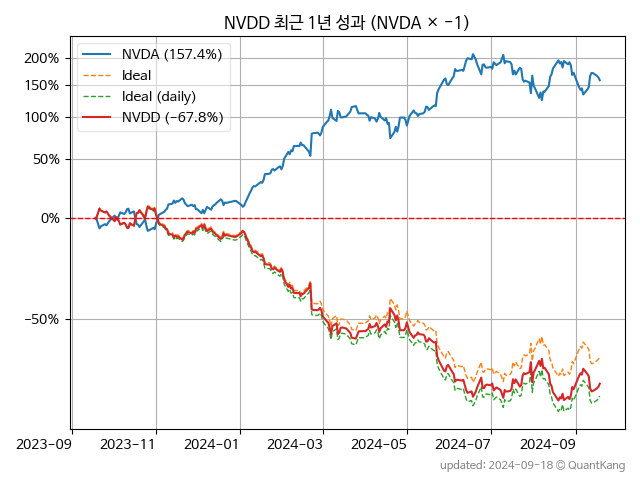 NVDD 최근 1년 성과 (NVDA × −1)
NVDA (157.4%)
Ideal
Ideal (daily)
NVDD (−67.8%)
200%
150%
100%
50%
0%
−50%
2023−09
2023−11
2024−01
2024−03
2024−05
2024−07
2024−09
updated: 2024−09−18 © QuantKang